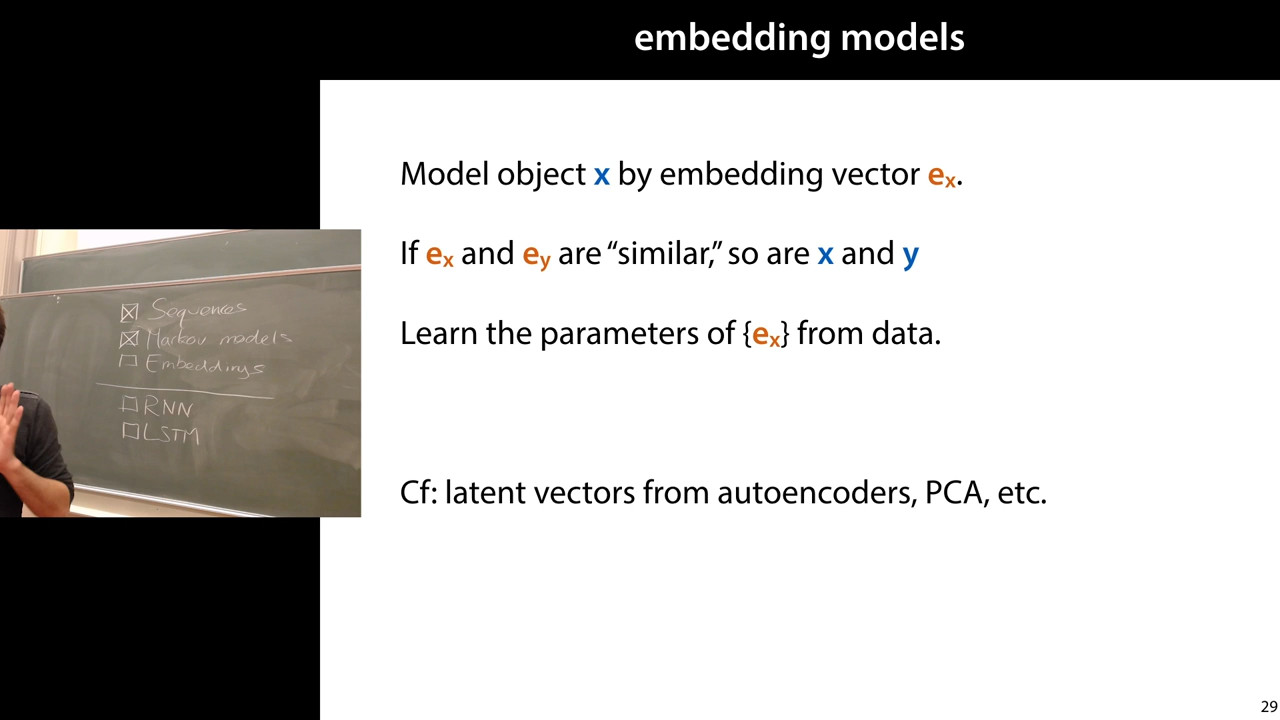 embedding models
Model object x by embedding vector eₓ.
If eₓ and eᵧ are “similar,” so are x and y
Learn the parameters of {eₓ} from data.
Cf: latent vectors from autoencoders, PCA, etc.
Sequences
Markov models
Embeddings
RNN
LSTM
29